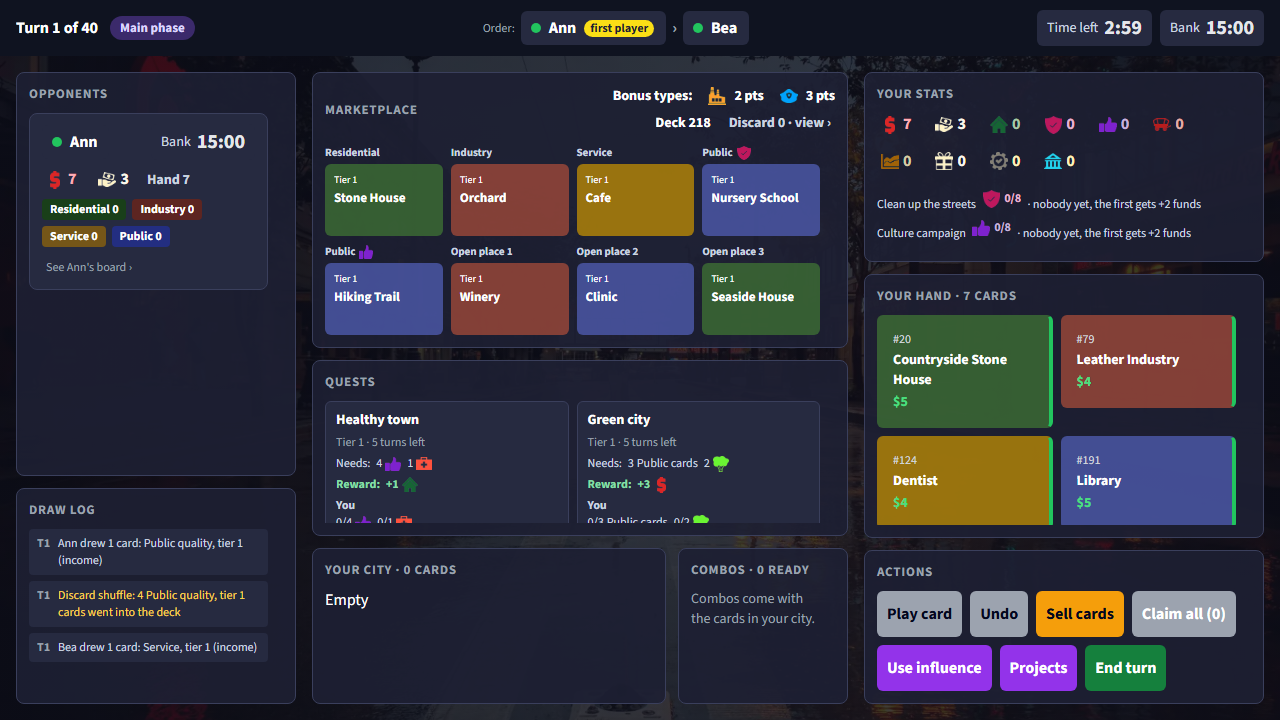 Turn 1 of 40
Main phase
Order:
Ann
first player
›
Bea
Time left 2:59
Bank 15:00
OPPONENTS
Ann
Bank 15:00
7
3
Hand 7
Residential 0
Industry 0
Service 0
Public 0
See Ann's board ›
DRAW LOG
T1 Ann drew 1 card: Public quality, tier 1
(income)
T1 Discard shuffle: 4 Public quality, tier 1
cards went into the deck
T1 Bea drew 1 card: Service, tier 1 (income)
MARKETPLACE
Bonus types: 2 pts 3 pts
Deck 218 Discard 0 · view ›
Residential
Tier 1
Stone House
Industry
Tier 1
Orchard
Service
Tier 1
Cafe
Public
Tier 1
Nursery School
Public
Tier 1
Hiking Trail
Open place 1
Tier 1
Winery
Open place 2
Tier 1
Clinic
Open place 3
Tier 1
Seaside House
QUESTS
Healthy town
Tier 1 · 5 turns left
Needs: 4 1
Reward: +1
You
0/4 0/1
Green city
Tier 1 · 5 turns left
Needs: 3 Public cards 2
Reward: +3
You
0/3 Public cards 0/2
YOUR CITY · 0 CARDS
Empty
COMBOS · 0 READY
Combos come with
the cards in your city.
YOUR STATS
7 3 0 0 0 0
0 0 0 0
Clean up the streets 0/8 · nobody yet, the first gets +2 yields
Culture campaign 0/8 · nobody yet, the first gets +2 yields
YOUR HAND · 7 CARDS
#20
Countryside Stone
House
$5
#79
Leather Industry
$4
#124
Dentist
$4
#191
Library
$5
ACTIONS
Play card
Undo
Sell cards
Claim all (0)
Use influence
Projects
End turn